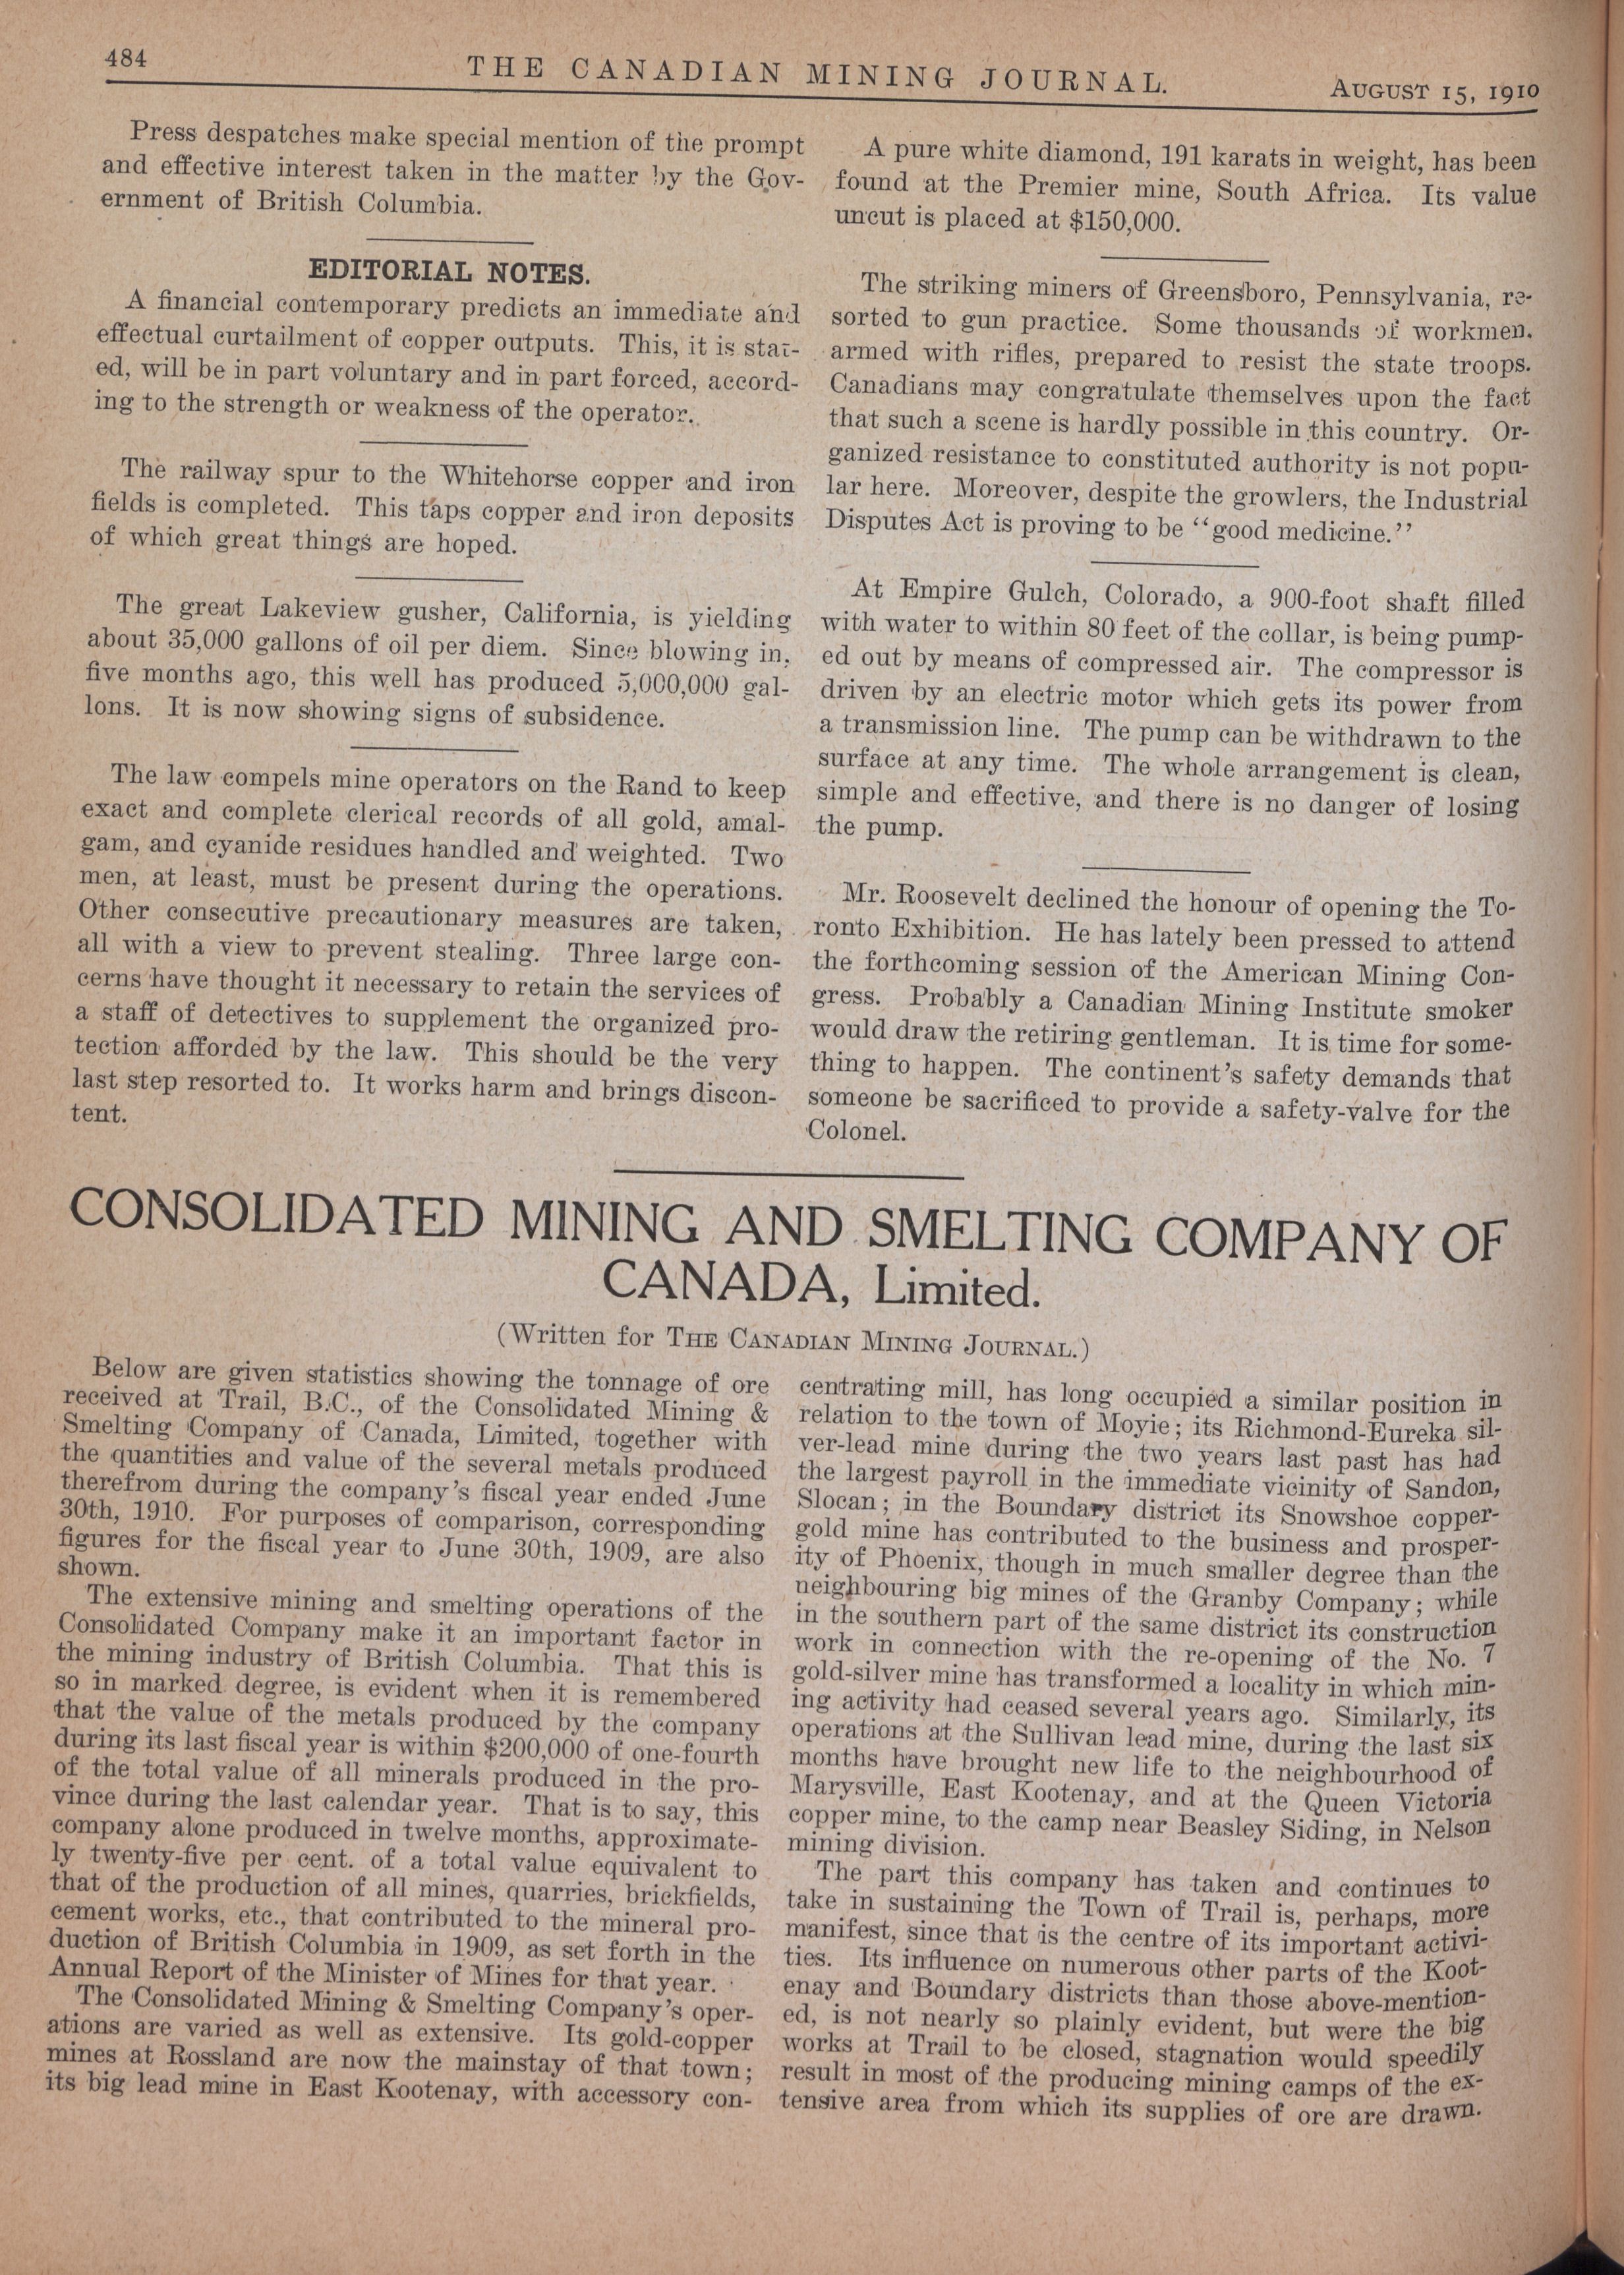 484
THE CANADIAN MINING JOURNAL.
AUGUST 15, 1910
Press despatches make special mention of the prompt
and effective interest taken in the matter by the Gov-
ernment of British Columbia.
EDITORIAL NOTES.
A financial contemporary predicts an immediate and
effectual curtailment of copper outputs. This, it is stat-
ed, will be in part voluntary and in part forced, accord-
ing to the strength or weakness of the operator.
The railway spur to the Whitehorse copper and iron
fields is completed. This taps copper and iron deposits
of which great things are hoped.
The great Lakeview gusher, California, is yielding
about 35,000 gallons of oil per diem. Since blowing in,
five months ago, this well has produced 5,000,000 gal-
lons. It is now showing signs of subsidence.
The law compels mine operators on the Rand to keep
exact and complete clerical records of all gold, amal-
gam, and cyanide residues handled and weighted. Two
men, at least, must be present during the operations.
Other consecutive precautionary measures are taken,
all with a view to prevent stealing. Three large con-
cerns have thought it necessary to retain the services of
a staff of detectives to supplement the organized pro-
tection afforded by the law. This should be the very
last step resorted to. It works harm and brings discon-
tent.
A pure white diamond, 191 karats in weight, has been
found at the Premier mine, South Africa. Its value
uncut is placed at $150,000.
The striking miners of Greensboro, Pennsylvania, re-
sorted to gun practice. Some thousands of workmen,
armed with rifles, prepared to resist the state troops.
Canadians may congratulate themselves upon the fact
that such a scene is hardly possible in this country. Or-
ganized resistance to constituted authority is not popu-
lar here. Moreover, despite the growlers, the Industrial
Disputes Act is proving to be "good medicine."
At Empire Gulch, Colorado, a 900-foot shaft filled
with water to within 80 feet of the collar, is being pump-
ed out by means of compressed air. The compressor is
driven by an electric motor which gets its power from
a transmission line. The pump can be withdrawn to the
surface at any time. The whole arrangement is clean,
simple and effective, and there is no danger of losing
the pump.
Mr. Roosevelt declined the honour of opening the To-
ronto Exhibition. He has lately been pressed to attend
the forthcoming session of the American Mining Con-
gress. Probably a Canadian Mining Institute smoker
would draw the retiring gentleman. It is time for some-
thing to happen. The continent's safety demands that
someone be sacrificed to provide a safety-valve for the
Colonel.
CONSOLIDATED MINING AND SMELTING COMPANY OF
CANADA, Limited.
(Written for THE CANADIAN MINING JOURNAL.)
Below are given statistics showing the tonnage of ore
received at Trail, B.C., of the Consolidated Mining &
Smelting Company of Canada, Limited, together with
the quantities and value of the several metals produced
therefrom during the company's fiscal year ended June
30th, 1910. For purposes of comparison, corresponding
figures for the fiscal year to June 30th, 1909, are also
shown.
The extensive mining and smelting operations of the
Consolidated Company make it an important factor in
the mining industry of British Columbia. That this is
so in marked degree, is evident when it is remembered
that the value of the metals produced by the company
during its last fiscal year is within $200,000 of one-fourth
of the total value of all minerals produced in the pro-
vince during the last calendar year. That is to say, this
company alone produced in twelve months, approximate-
ly twenty-five per cent. of a total value equivalent to
that of the production of all mines, quarries, brickfields,
cement works, etc., that contributed to the mineral pro-
duction of British Columbia in 1909, as set forth in the
Annual Report of the Minister of Mines for that year.
The Consolidated Mining & Smelting Company's oper-
ations are varied as well as extensive. Its gold-copper
mines at Rossland are now the mainstay of that town;
its big lead mine in East Kootenay, with accessory con-
centrating mill, has long occupied a similar position in
relation to the town of Moyie; its Richmond-Eureka sil-
ver-lead mine during the two years last past has had
the largest payroll in the immediate vicinity of Sandon,
Slocan; in the Boundary district its Snowshoe copper-
gold mine has contributed to the business and prosper-
ity of Phoenix, though in much smaller degree than the
neighbouring big mines of the Granby Company; while
in the southern part of the same district its construction
work in connection with the re-opening of the No. 7
gold-silver mine has transformed a locality in which min-
ing activity had ceased several years ago. Similarly, its
operations at the Sullivan lead mine, during the last six
months have brought new life to the neighbourhood of
Marysville, East Kootenay, and at the Queen Victoria
copper mine, to the camp near Beasley Siding, in Nelson
mining division.
The part this company has taken and continues to
take in sustaining the Town of Trail is, perhaps, more
manifest, since that is the centre of its important activi-
ties. Its influence on numerous other parts of the Koot-
enay and Boundary districts than those above-mention-
ed, is not nearly so plainly evident, but were the big
works at Trail to be closed, stagnation would speedily
result in most of the producing mining camps of the ex-
tensive area from which its supplies of ore are drawn.